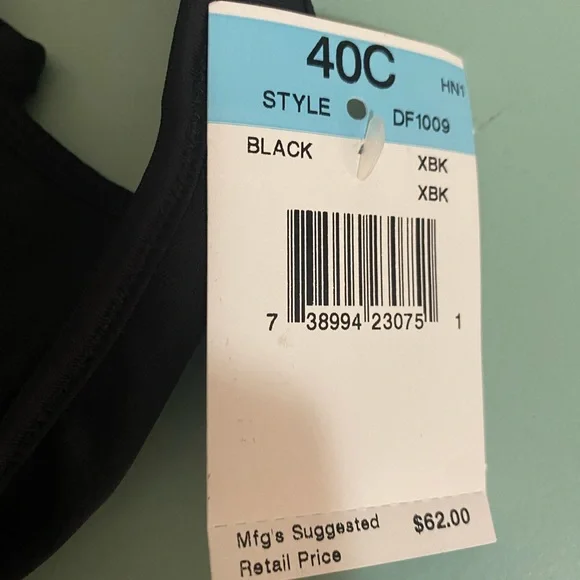 40C
HN1
STYLE DF1009
BLACK XBK
XBK
7 38994 23075 1
Mfg's Suggested $62.00
Retail Price